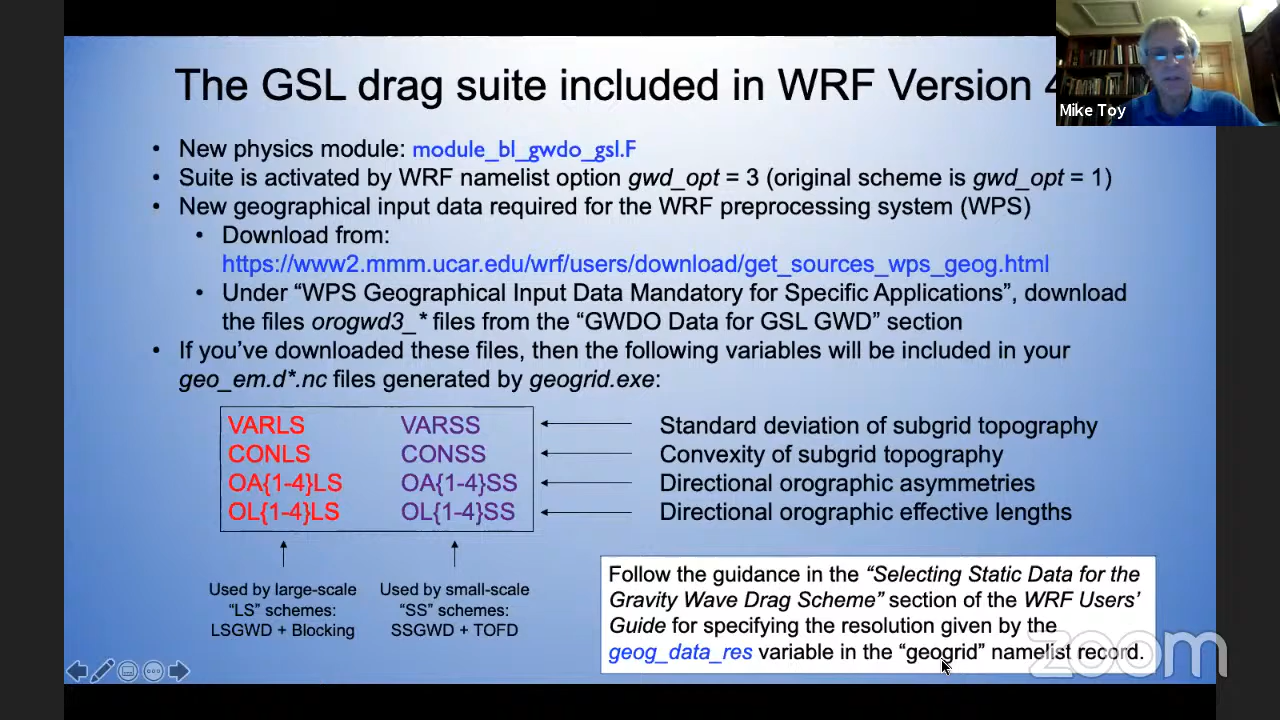 The GSL drag suite included in WRF Version 4
Mike Toy
• New physics module: module_bl_gwdo_gsl.F
• Suite is activated by WRF namelist option gwd_opt = 3 (original scheme is gwd_opt = 1)
• New geographical input data required for the WRF preprocessing system (WPS)
• Download from:
https://www2.mmm.ucar.edu/wrf/users/download/get_sources_wps_geog.html
• Under “WPS Geographical Input Data Mandatory for Specific Applications”, download
the files orogwd3_* files from the “GWDO Data for GSL GWD” section
• If you’ve downloaded these files, then the following variables will be included in your
geo_em.d*.nc files generated by geogrid.exe:
VARLS VARSS Standard deviation of subgrid topography
CONLS CONSS Convexity of subgrid topography
OA{1-4}LS OA{1-4}SS Directional orographic asymmetries
OL{1-4}LS OL{1-4}SS Directional orographic effective lengths
Used by large-scale
“LS” schemes:
LSGWD + Blocking
Used by small-scale
“SS” schemes:
SSGWD + TOFD
Follow the guidance in the “Selecting Static Data for the
Gravity Wave Drag Scheme” section of the WRF Users’
Guide for specifying the resolution given by the
geog_data_res variable in the “geogrid” namelist record.
zoom